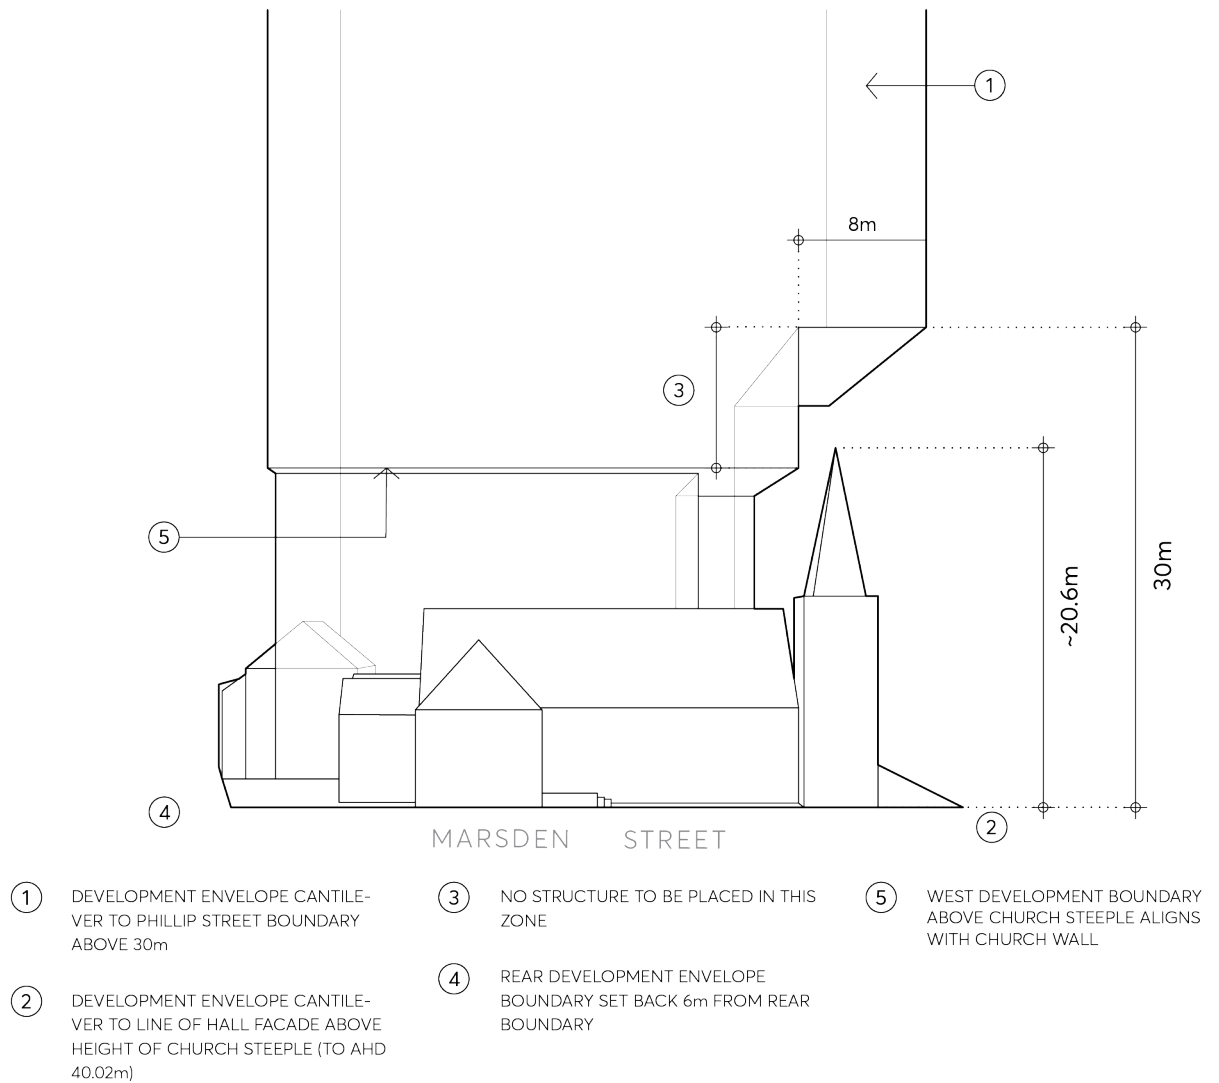 1
8m
3
5
~20.6m
30m
4
2
MARSDEN STREET
1
DEVELOPMENT ENVELOPE CANTILE-
VER TO PHILLIP STREET BOUNDARY
ABOVE 30m
2
DEVELOPMENT ENVELOPE CANTILE-
VER TO LINE OF HALL FACADE ABOVE
HEIGHT OF CHURCH STEEPLE (TO AHD
40.02m)
3
NO STRUCTURE TO BE PLACED IN THIS
ZONE
4
REAR DEVELOPMENT ENVELOPE
BOUNDARY SET BACK 6m FROM REAR
BOUNDARY
5
WEST DEVELOPMENT BOUNDARY
ABOVE CHURCH STEEPLE ALIGNS
WITH CHURCH WALL